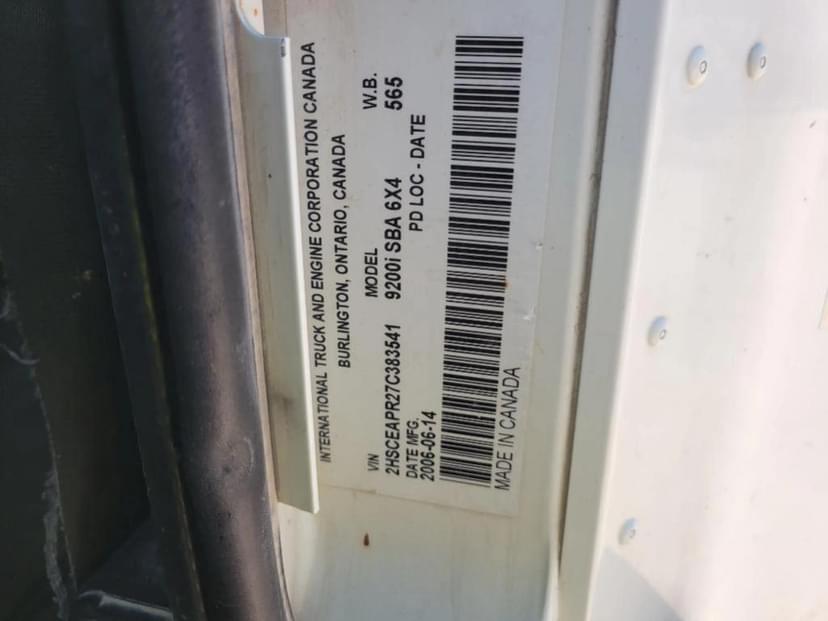 INTERNATIONAL TRUCK AND ENGINE CORPORATION CANADA
BURLINGTON, ONTARIO, CANADA
VIN MODEL W.B.
2HSCEAPR27C383541 9200i SBA 6X4 565
DATE MFG. PD LOC - DATE
2006-06-14
MADE IN CANADA